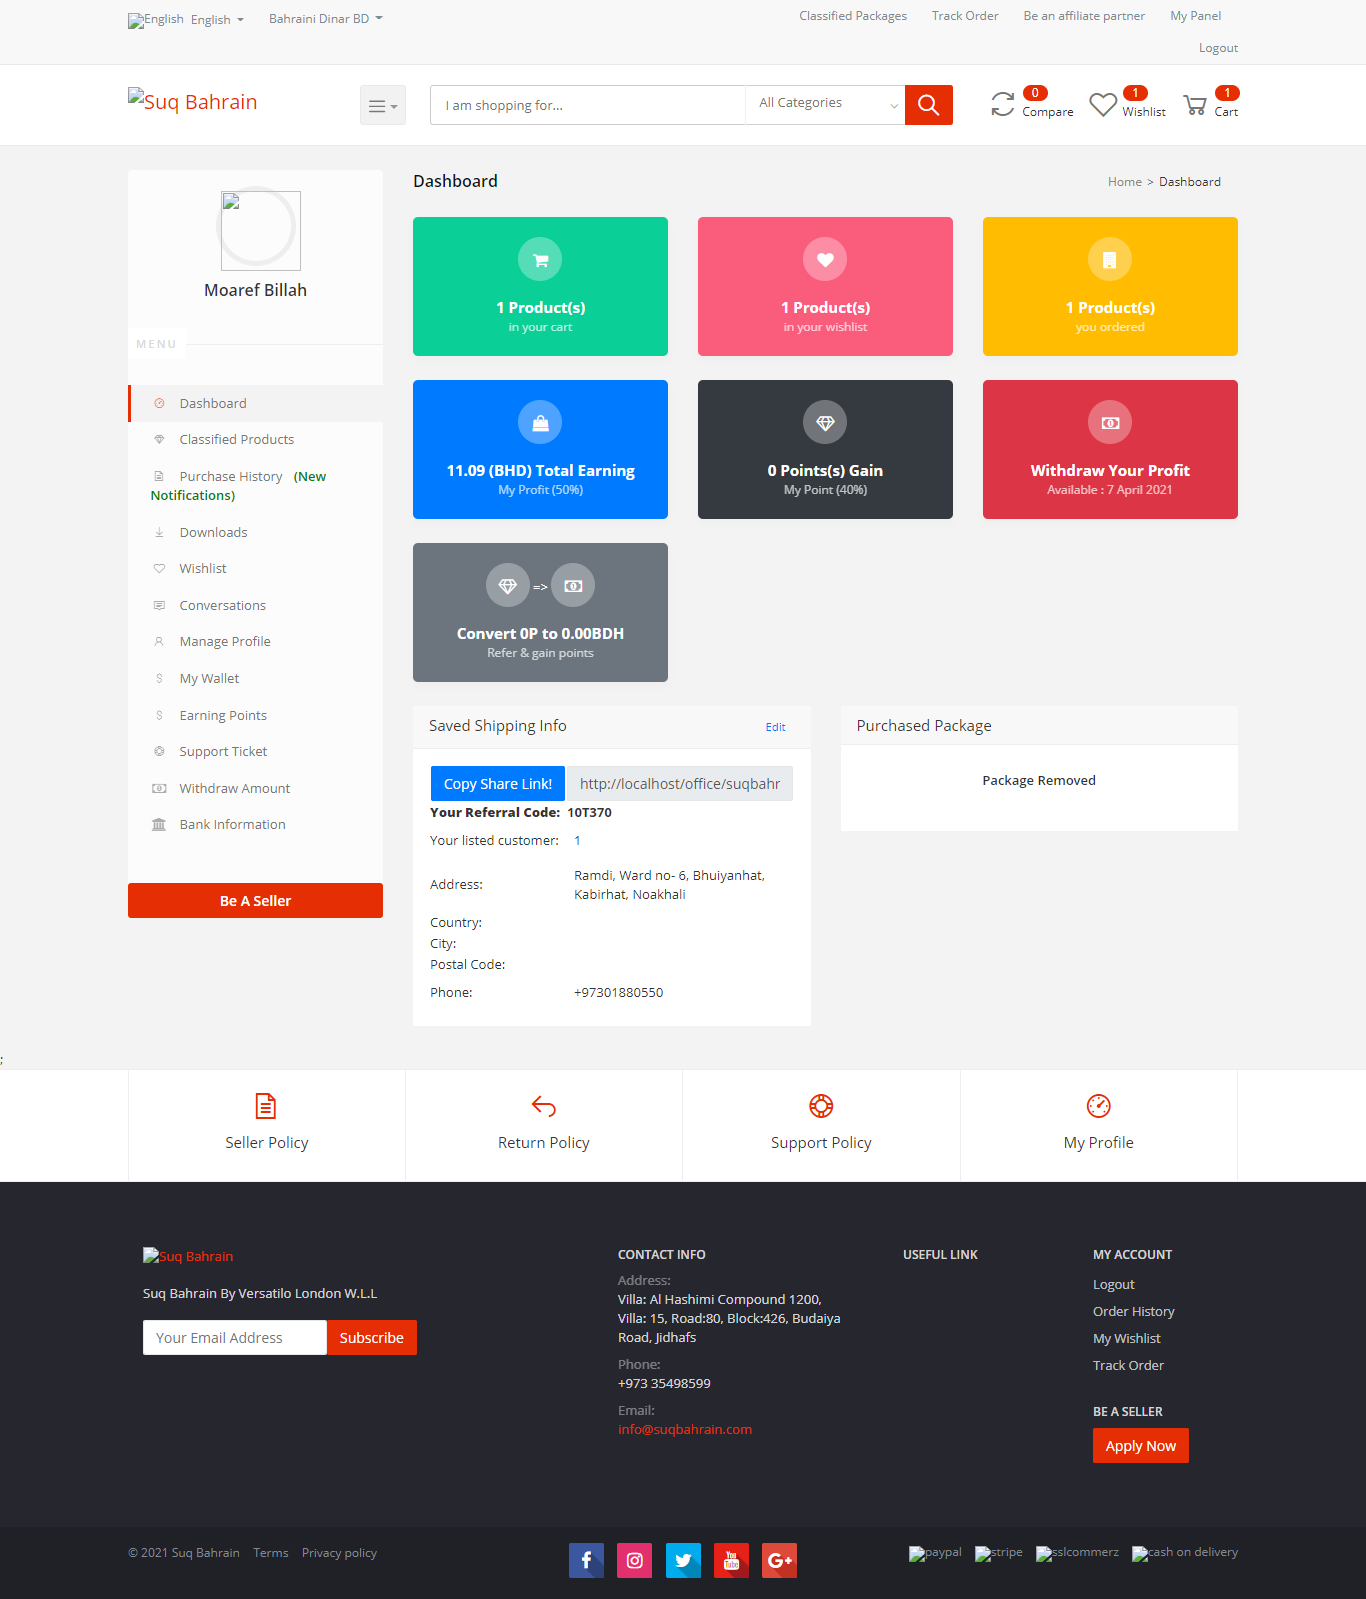 English English
Bahraini Dinar BD
Classified Packages
Track Order
Be an affiliate partner
My Panel
Logout
Suq Bahrain
I am shopping for...
All Categories
0
Compare
1
Wishlist
1
Cart
Moaref Billah
MENU
Dashboard
Classified Products
Purchase History (New
Notifications)
Downloads
Wishlist
Conversations
Manage Profile
My Wallet
Earning Points
Support Ticket
Withdraw Amount
Bank Information
Be A Seller
Dashboard
Home > Dashboard
1 Product(s)
in your cart
1 Product(s)
in your wishlist
1 Product(s)
you ordered
11.09 (BHD) Total Earning
My Profit (50%)
0 Points(s) Gain
My Point (40%)
Withdraw Your Profit
Available : 7 April 2021
=>
Convert 0P to 0.00BDH
Refer & gain points
Saved Shipping Info
Edit
Copy Share Link!
http://localhost/office/suqbahr
Your Referral Code: 10T370
Your listed customer: 1
Address:
Ramdi, Ward no- 6, Bhuiyanhat,
Kabirhat, Noakhali
Country:
City:
Postal Code:
Phone: +97301880550
Purchased Package
Package Removed
;
Seller Policy
Return Policy
Support Policy
My Profile
Suq Bahrain
Suq Bahrain By Versatilo London W.L.L
Your Email Address
Subscribe
CONTACT INFO
Address:
Villa: Al Hashimi Compound 1200,
Villa: 15, Road:80, Block:426, Budaiya
Road, Jidhafs
Phone:
+973 35498599
Email:
info@suqbahrain.com
USEFUL LINK
MY ACCOUNT
Logout
Order History
My Wishlist
Track Order
BE A SELLER
Apply Now
© 2021 Suq Bahrain
Terms
Privacy policy
You
Tube
G+
paypal
stripe
sslcommerz
cash on delivery